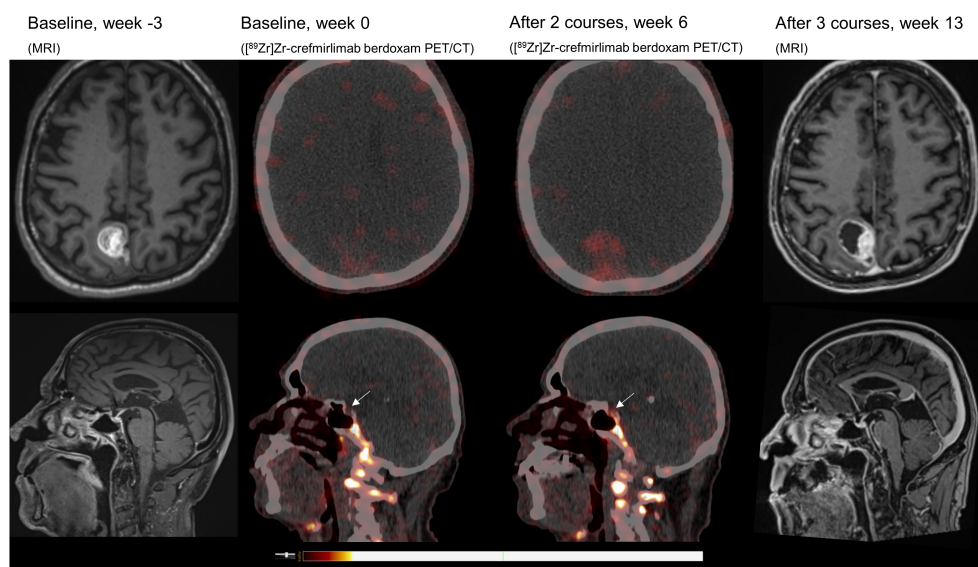 Baseline, week -3
(MRI)
Baseline, week 0
([⁸⁹Zr]Zr-crefmirlimab berdoxam PET/CT)
After 2 courses, week 6
([⁸⁹Zr]Zr-crefmirlimab berdoxam PET/CT)
After 3 courses, week 13
(MRI)